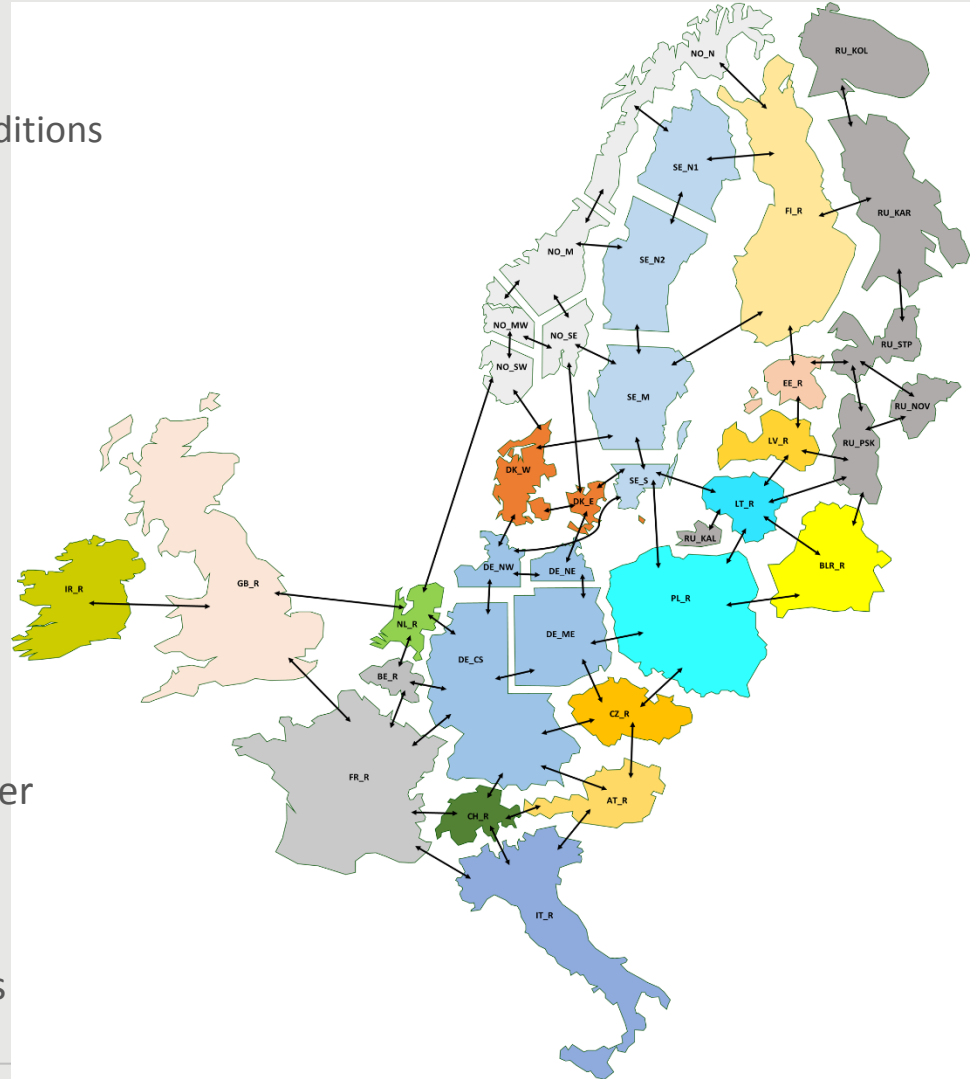 NO_N
RU_KOL
ditions
SE_N1
FI_R
RU_KAR
NO_M
SE_N2
NO_MW
NO_SE
RU_STP
NO_SW
EE_R
SE_M
RU_NOV
LV_R
RU_PSK
DK_W
SE_S
DK_E
LT_R
RU_KAL
BLR_R
DE_NW
DE_NE
GB_R
IR_R
PL_R
NL_R
DE_ME
DE_CS
BE_R
CZ_R
FR_R
er
AT_R
CH_R
IT_R
s